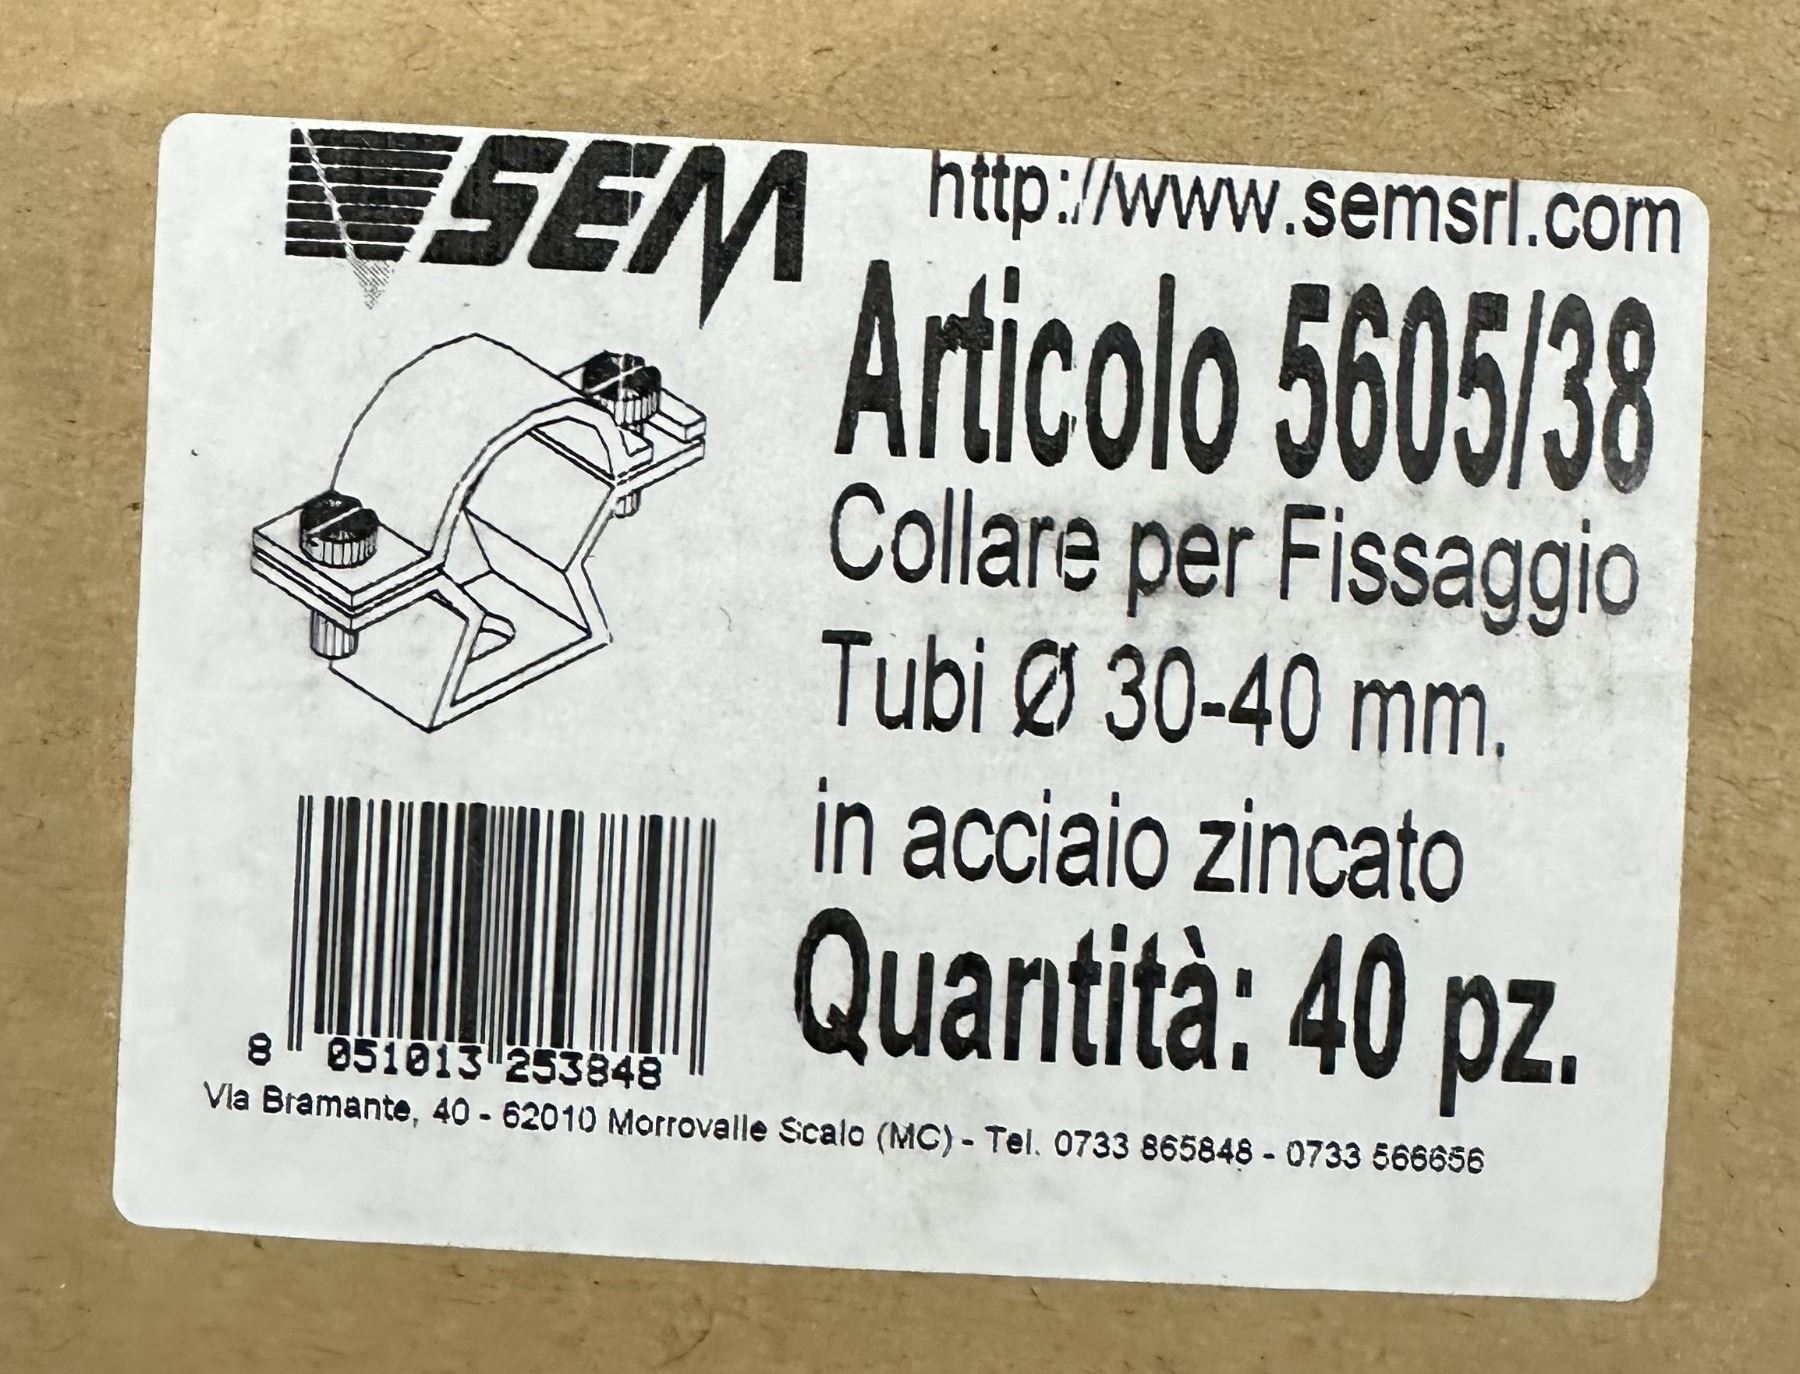 SEM
http://www.semsrl.com
Articolo 5605/38
Collare per Fissaggio
Tubi Ø 30-40 mm.
in acciaio zincato
Quantità: 40 pz.
8 051013 253848
Via Bramante, 40 - 62010 Morrovalle Scalo (MC) - Tel. 0733 865848 - 0733 566656